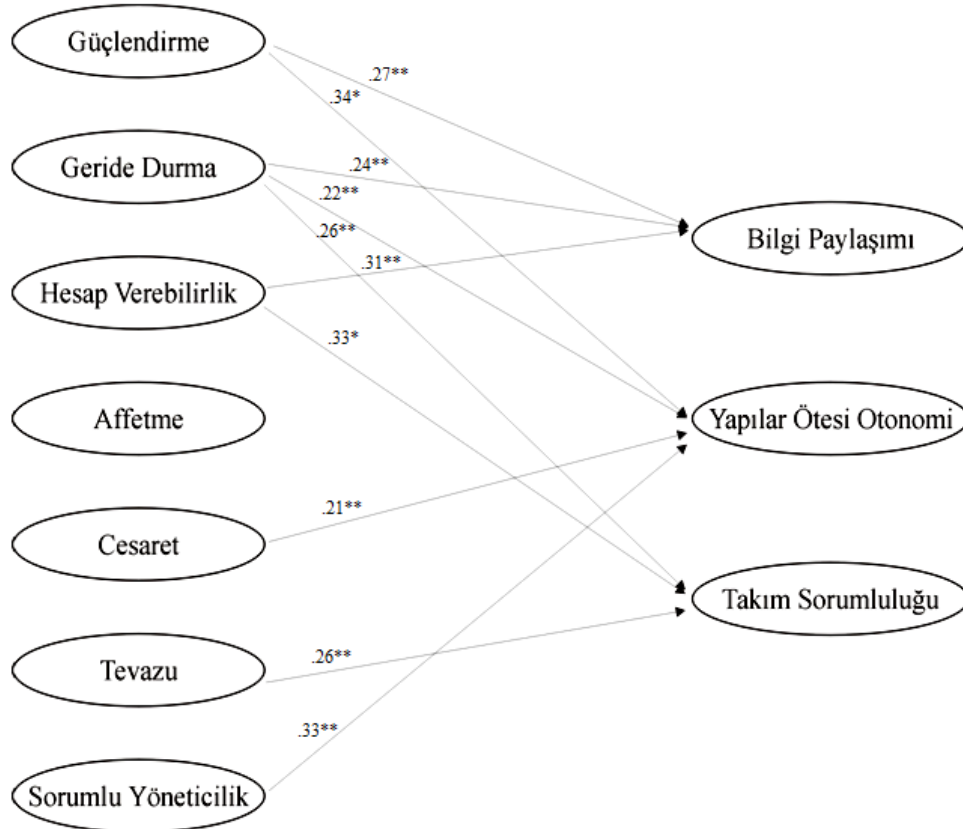 Güçlendirme
.27**
.34*
Geride Durma
.24**
.22**
.26**
Bilgi Paylaşımı
.31**
Hesap Verebilirlik
.33*
Affetme
Yapılar Ötesi Otonomi
.21**
Cesaret
Takım Sorumluluğu
.26**
Tevazu
.33**
Sorumlu Yöneticilik